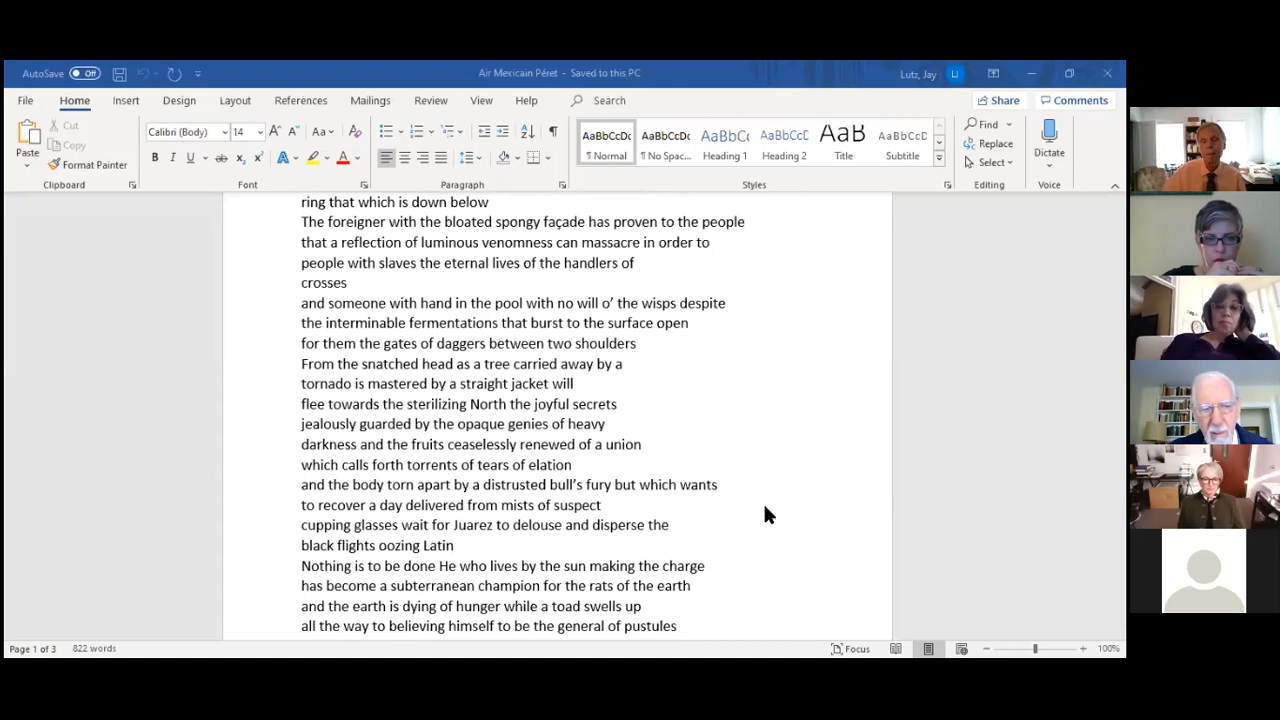 AutoSave Off
Air Mexicain Péret - Saved to this PC
Lutz, Jay
LJ
File Home Insert Design Layout References Mailings Review View Help Search
Share Comments
Paste
Cut
Copy
Format Painter
Calibri (Body) 14
AaBbCcDc AaBbCcDc AaBbCc AaBbCcD AaB AaBbCcD
¶ Normal ¶ No Spac... Heading 1 Heading 2 Title Subtitle
Find
Replace
Select
Dictate
Clipboard Font Paragraph Styles Editing Voice
ring that which is down below
The foreigner with the bloated spongy façade has proven to the people
that a reflection of luminous venomness can massacre in order to
people with slaves the eternal lives of the handlers of
crosses
and someone with hand in the pool with no will o’ the wisps despite
the interminable fermentations that burst to the surface open
for them the gates of daggers between two shoulders
From the snatched head as a tree carried away by a
tornado is mastered by a straight jacket will
flee towards the sterilizing North the joyful secrets
jealously guarded by the opaque genies of heavy
darkness and the fruits ceaselessly renewed of a union
which calls forth torrents of tears of elation
and the body torn apart by a distrusted bull’s fury but which wants
to recover a day delivered from mists of suspect
cupping glasses wait for Juarez to delouse and disperse the
black flights oozing Latin
Nothing is to be done He who lives by the sun making the charge
has become a subterranean champion for the rats of the earth
and the earth is dying of hunger while a toad swells up
all the way to believing himself to be the general of pustules
Page 1 of 3 822 words
Focus
100%